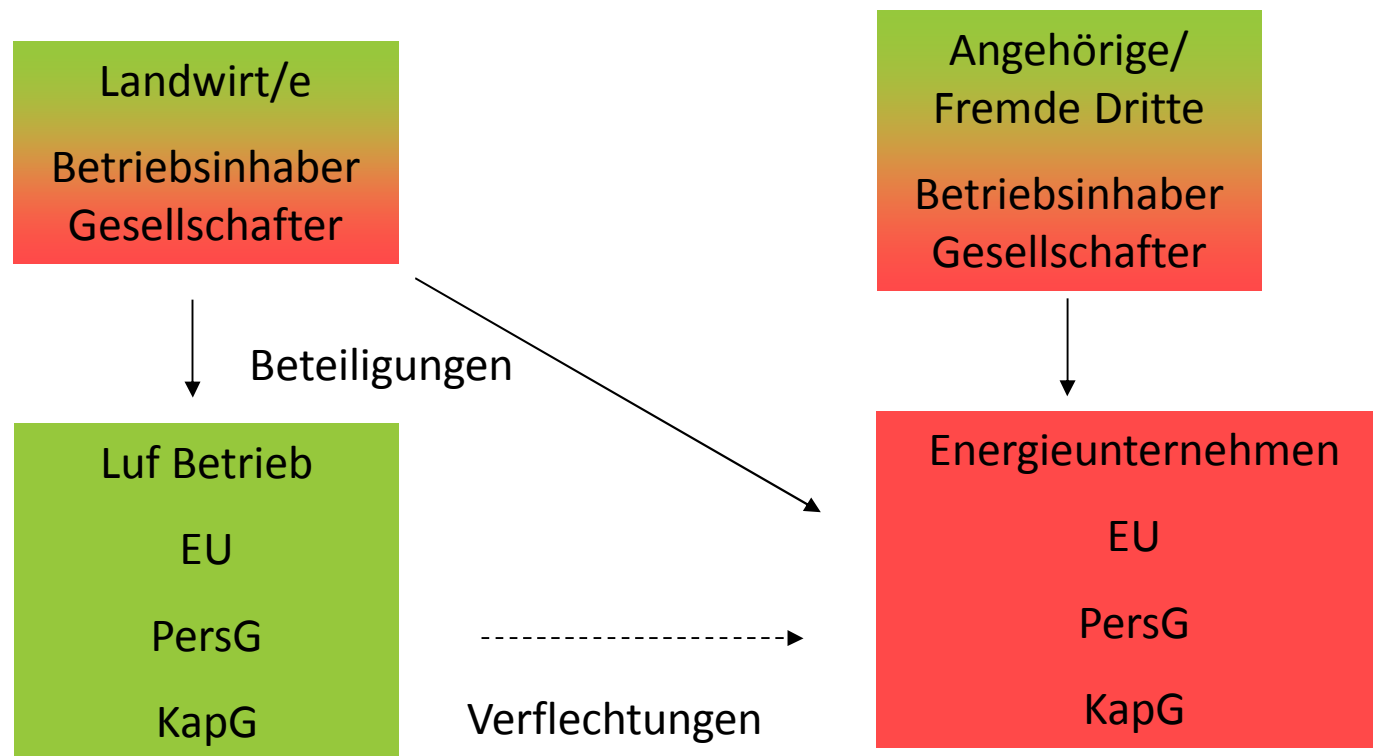 Landwirt/e
Betriebsinhaber
Gesellschafter
Angehörige/
Fremde Dritte
Betriebsinhaber
Gesellschafter
Beteiligungen
Luf Betrieb
EU
PersG
KapG
Verflechtungen
Energieunternehmen
EU
PersG
KapG